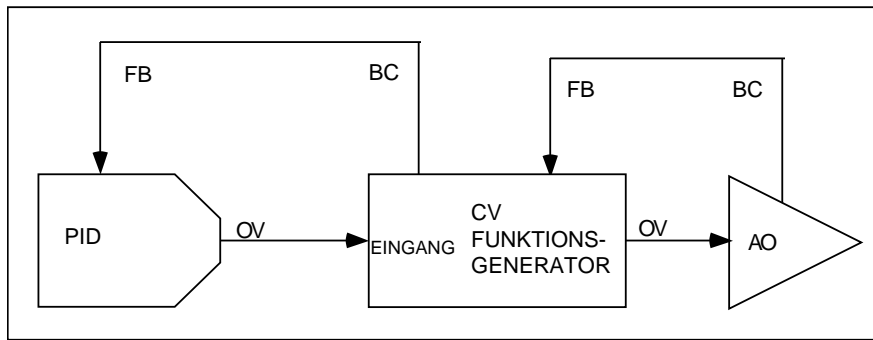 FB
BC
FB
BC
PID
OV
EINGANG
CV
FUNKTIONS-
GENERATOR
OV
AO